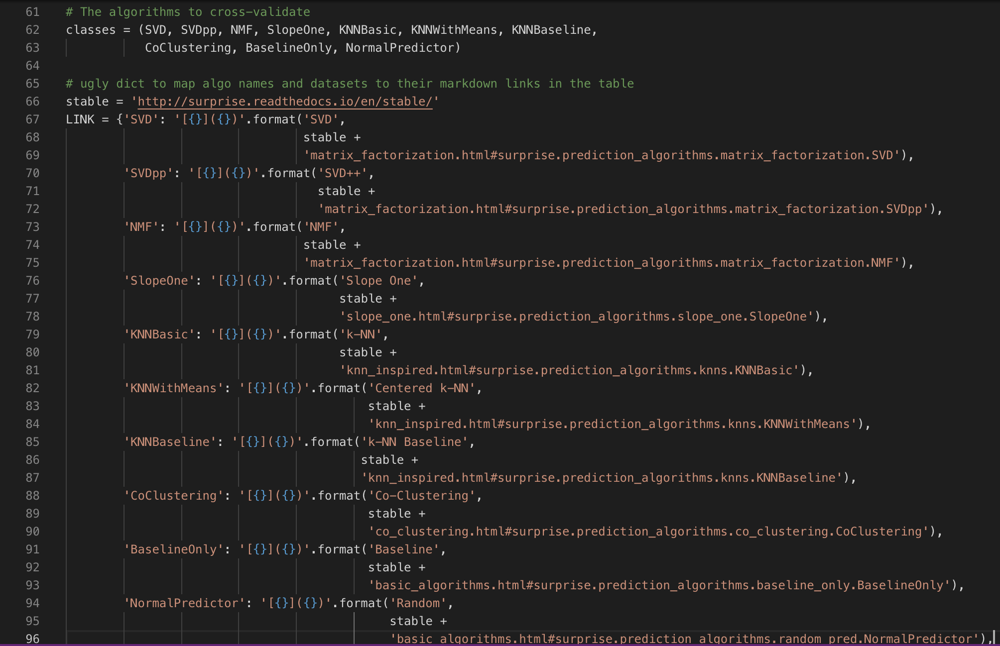 61 # The algorithms to cross-validate
62 classes = (SVD, SVDpp, NMF, SlopeOne, KNNBasic, KNNWithMeans, KNNBaseline,
63            CoClustering, BaselineOnly, NormalPredictor)
64
65 # ugly dict to map algo names and datasets to their markdown links in the table
66 stable = 'http://surprise.readthedocs.io/en/stable/'
67 LINK = {'SVD': '[{}]({})'.format('SVD',
68                                  stable +
69                                  'matrix_factorization.html#surprise.prediction_algorithms.matrix_factorization.SVD'),
70         'SVDpp': '[{}]({})'.format('SVD++',
71                                    stable +
72                                    'matrix_factorization.html#surprise.prediction_algorithms.matrix_factorization.SVDpp'),
73         'NMF': '[{}]({})'.format('NMF',
74                                  stable +
75                                  'matrix_factorization.html#surprise.prediction_algorithms.matrix_factorization.NMF'),
76         'SlopeOne': '[{}]({})'.format('Slope One',
77                                       stable +
78                                       'slope_one.html#surprise.prediction_algorithms.slope_one.SlopeOne'),
79         'KNNBasic': '[{}]({})'.format('k-NN',
80                                       stable +
81                                       'knn_inspired.html#surprise.prediction_algorithms.knns.KNNBasic'),
82         'KNNWithMeans': '[{}]({})'.format('Centered k-NN',
83                                           stable +
84                                           'knn_inspired.html#surprise.prediction_algorithms.knns.KNNWithMeans'),
85         'KNNBaseline': '[{}]({})'.format('k-NN Baseline',
86                                          stable +
87                                          'knn_inspired.html#surprise.prediction_algorithms.knns.KNNBaseline'),
88         'CoClustering': '[{}]({})'.format('Co-Clustering',
89                                           stable +
90                                           'co_clustering.html#surprise.prediction_algorithms.co_clustering.CoClustering'),
91         'BaselineOnly': '[{}]({})'.format('Baseline',
92                                           stable +
93                                           'basic_algorithms.html#surprise.prediction_algorithms.baseline_only.BaselineOnly'),
94         'NormalPredictor': '[{}]({})'.format('Random',
95                                              stable +
96                                              'basic_algorithms.html#surprise.prediction_algorithms.random_pred.NormalPredictor'),